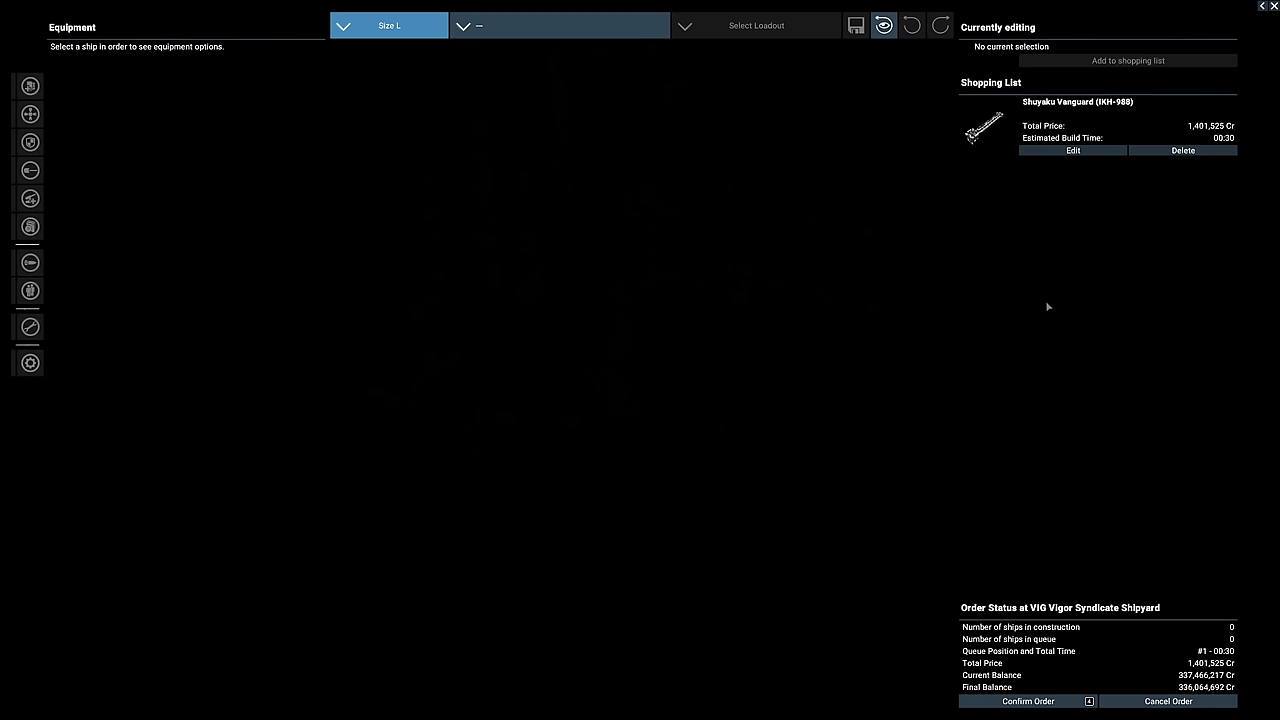 Equipment
Select a ship in order to see equipment options.
Size L
--
Select Loadout
Currently editing
No current selection
Add to shopping list
Shopping List
Shuyaku Vanguard (IKH-988)
Total Price: 1,401,525 Cr
Estimated Build Time: 00:30
Edit Delete
Order Status at VIG Vigor Syndicate Shipyard
Number of ships in construction 0
Number of ships in queue 0
Queue Position and Total Time #1 - 00:30
Total Price 1,401,525 Cr
Current Balance 337,466,217 Cr
Final Balance 336,064,692 Cr
Confirm Order 4 Cancel Order